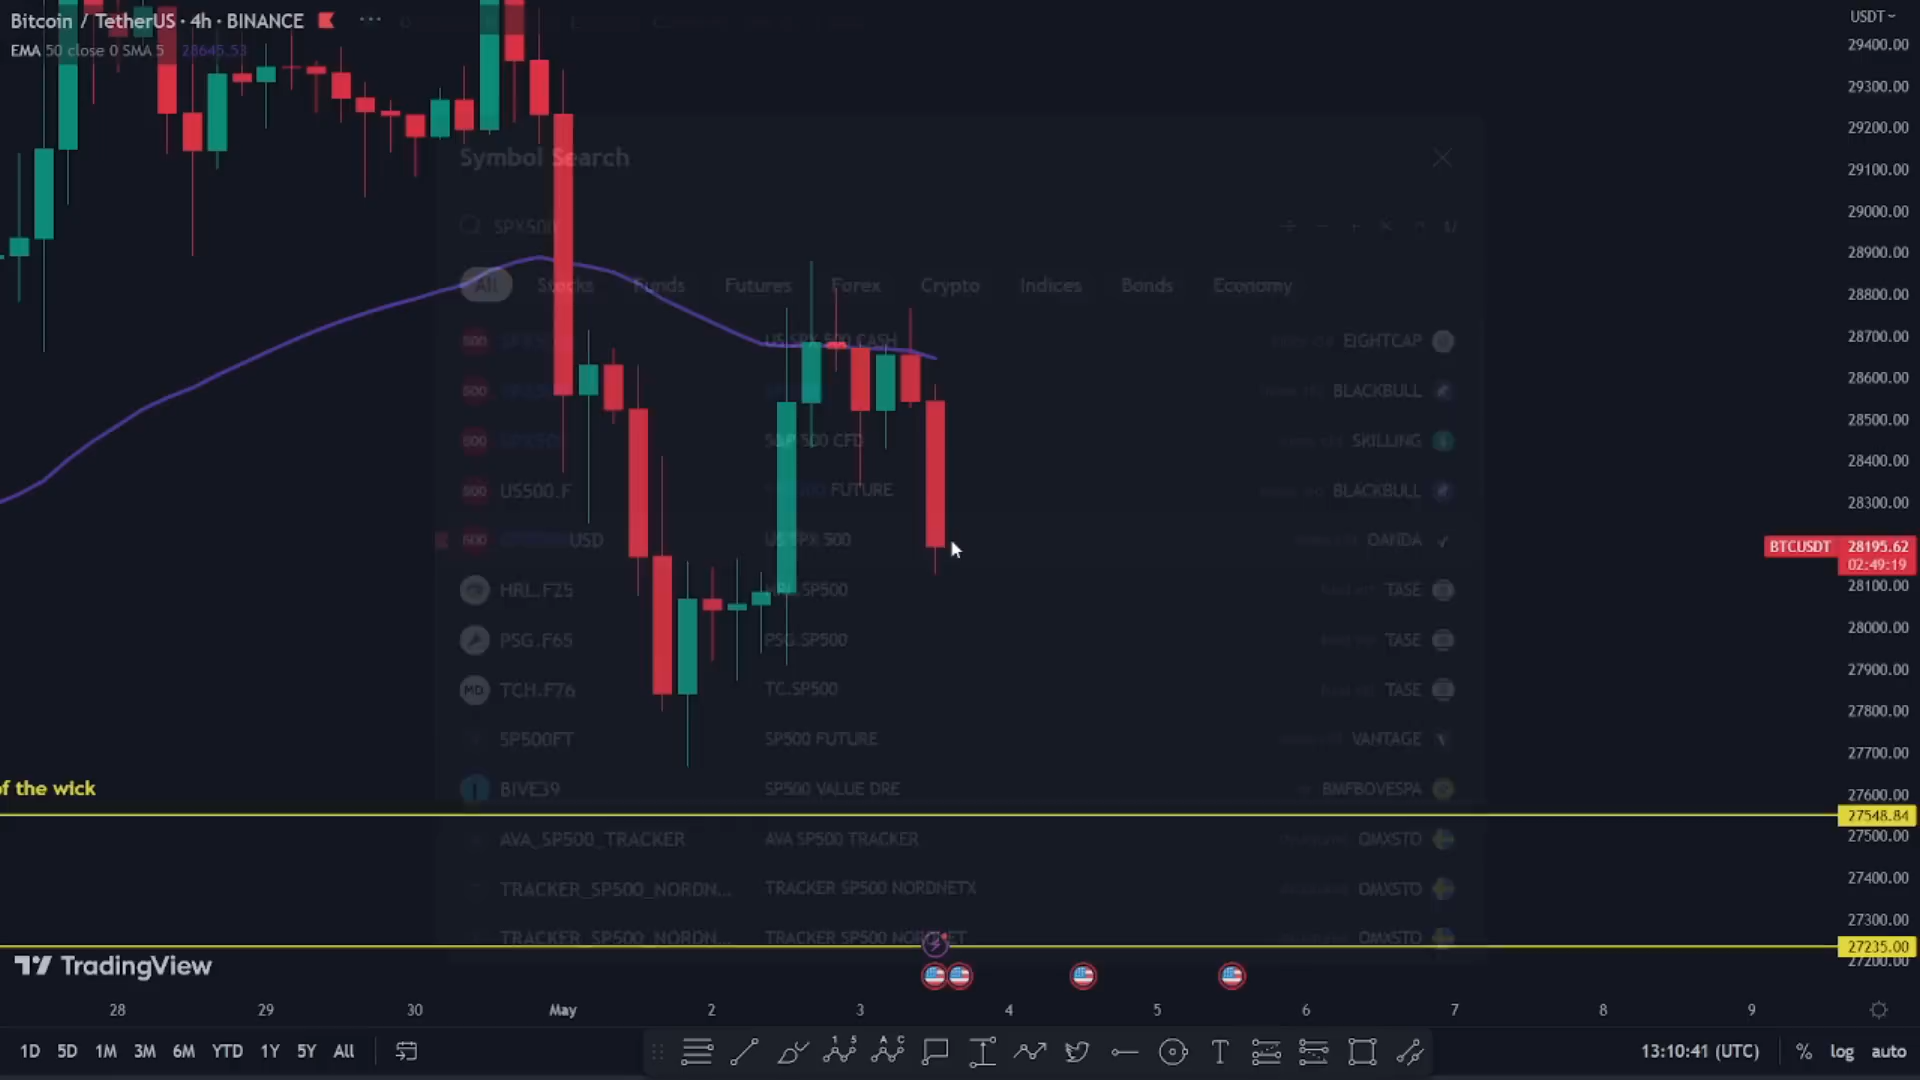 Bitcoin / TetherUS · 4h · BINANCE
USDT
EMA 50 close 0 SMA 5 28645.53
29400.00
29300.00
29200.00
29100.00
29000.00
28900.00
28800.00
28700.00
28600.00
28500.00
28400.00
28300.00
BTCUSDT 28195.62
02:49:19
28100.00
28000.00
27900.00
27800.00
27700.00
27600.00
27548.84
27500.00
27400.00
27300.00
27235.00
27200.00
Symbol Search
SPX500
All Stocks Funds Futures Forex Crypto Indices Bonds Economy
US SPX 500 CASH EIGHTCAP
BLACKBULL
S&P 500 CFD SKILLING
US500.F FUTURE BLACKBULL
USD US SPX 500 OANDA
HRL.F25 HRL.SP500 TASE
PSG.F65 PSG.SP500 TASE
TCH.F76 TC.SP500 TASE
SP500FT SP500 FUTURE VANTAGE
BIVE39 SP500 VALUE DRE BMFBOVESPA
AVA_SP500_TRACKER AVA SP500 TRACKER OMXSTO
TRACKER_SP500_NORDN... TRACKER SP500 NORDNETX OMXSTO
TRACKER_SP500_NORDN... TRACKER SP500 NORDNET OMXSTO
of the wick
TradingView
28 29 30 May 2 3 4 5 6 7 8 9
1D 5D 1M 3M 6M YTD 1Y 5Y All
13:10:41 (UTC) % log auto